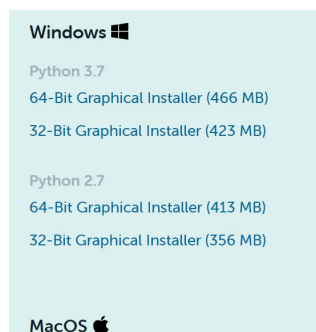 Windows
Python 3.7
64-Bit Graphical Installer (466 MB)
32-Bit Graphical Installer (423 MB)
Python 2.7
64-Bit Graphical Installer (413 MB)
32-Bit Graphical Installer (356 MB)
MacOS